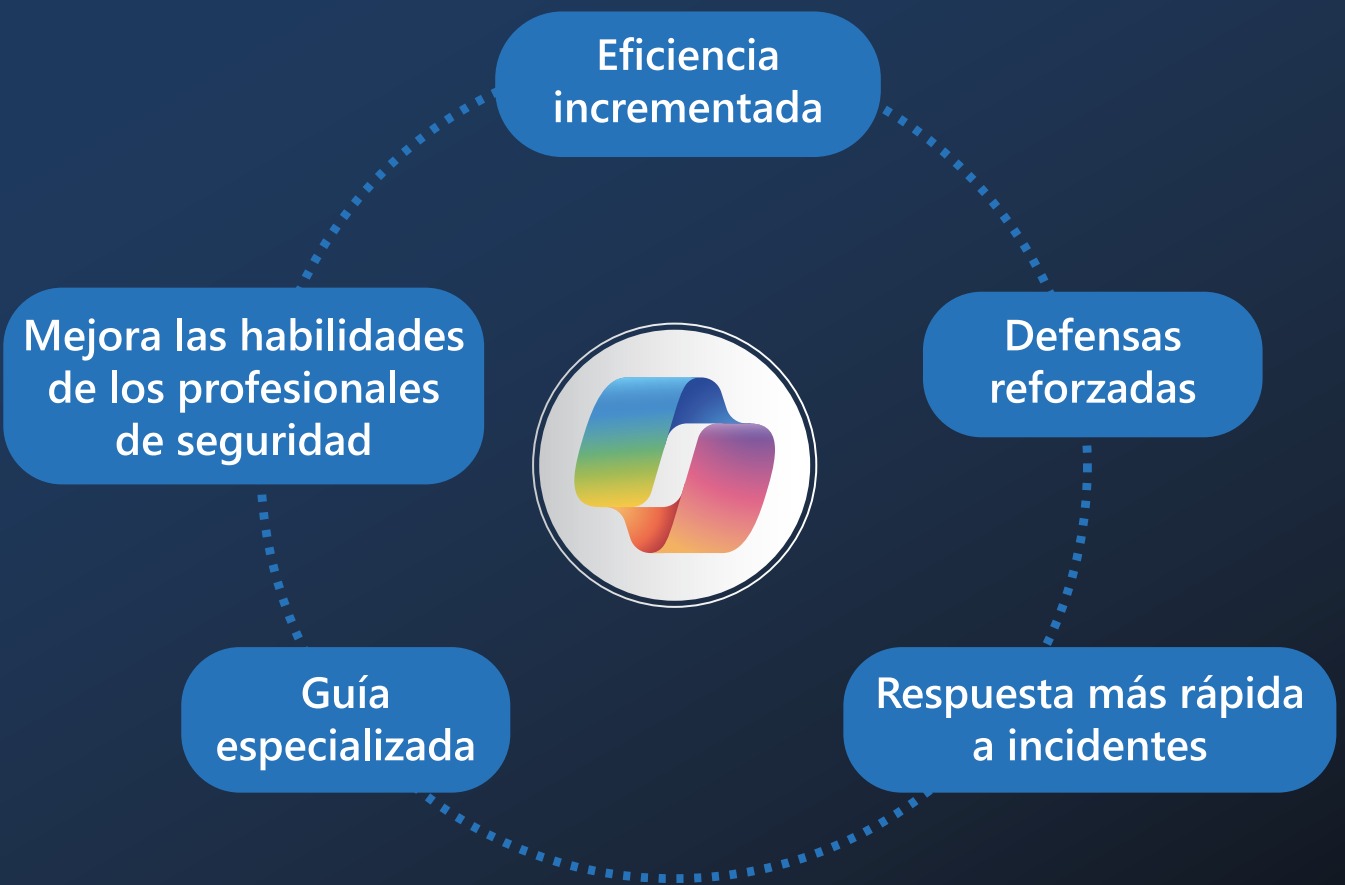 Eficiencia
incrementada
Mejora las habilidades
de los profesionales
de seguridad
Defensas
reforzadas
Guía
especializada
Respuesta más rápida
a incidentes